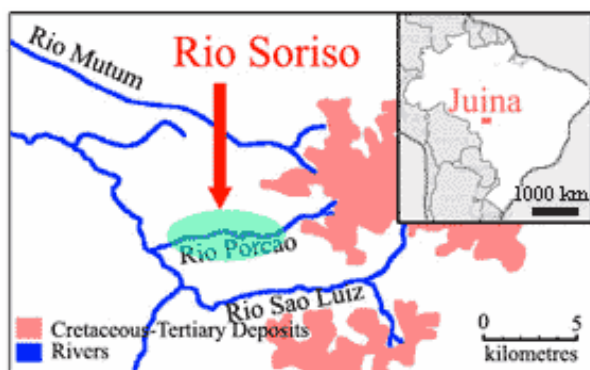 Rio Mutum
Rio Soriso
Juina
1000 km
Rio Porcao
Rio Sao Luiz
Cretaceous-Tertiary Deposits
Rivers
0 5
kilometres